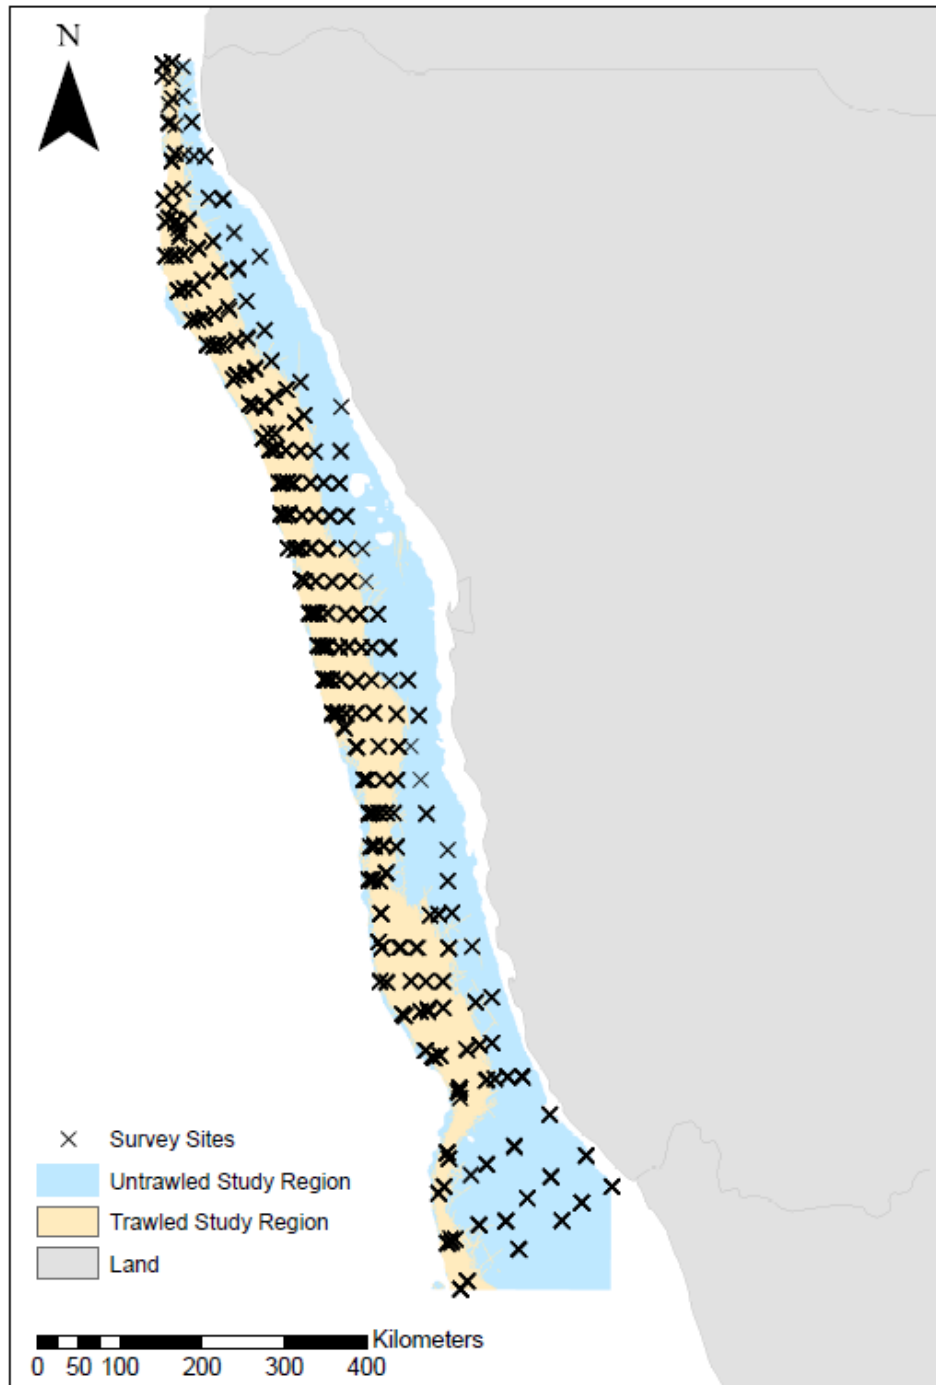 N
Survey Sites
Untrawled Study Region
Trawled Study Region
Land
Kilometers
0 50 100 200 300 400